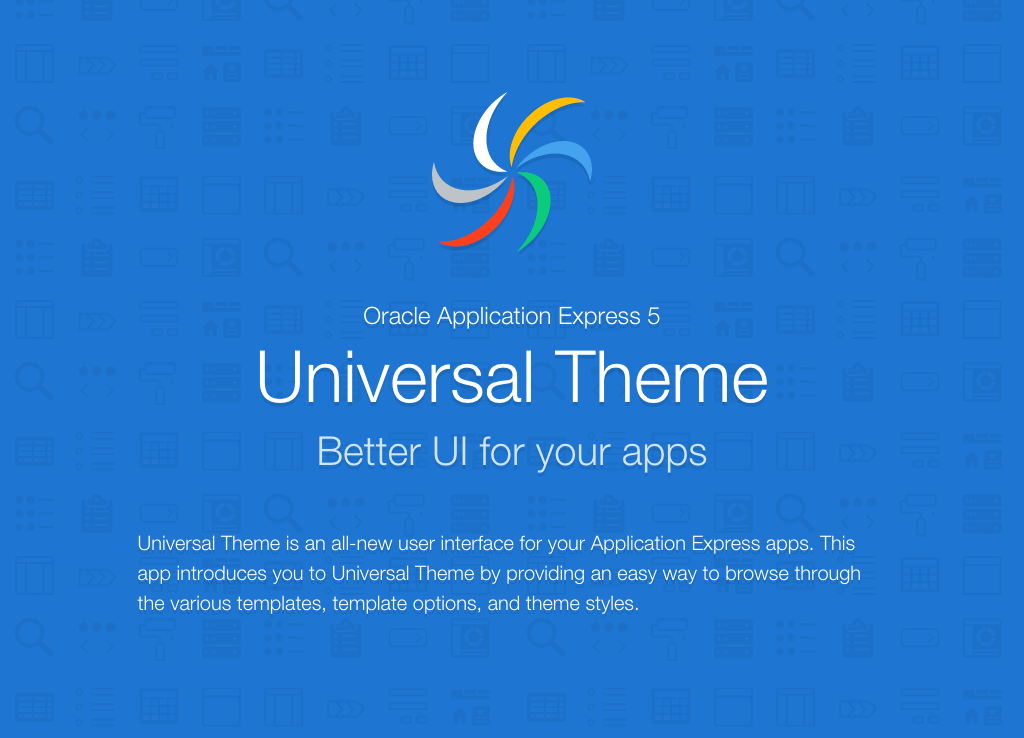 Oracle Application Express 5
Universal Theme
Better UI for your apps
Universal Theme is an all-new user interface for your Application Express apps. This
app introduces you to Universal Theme by providing an easy way to browse through
the various templates, template options, and theme styles.